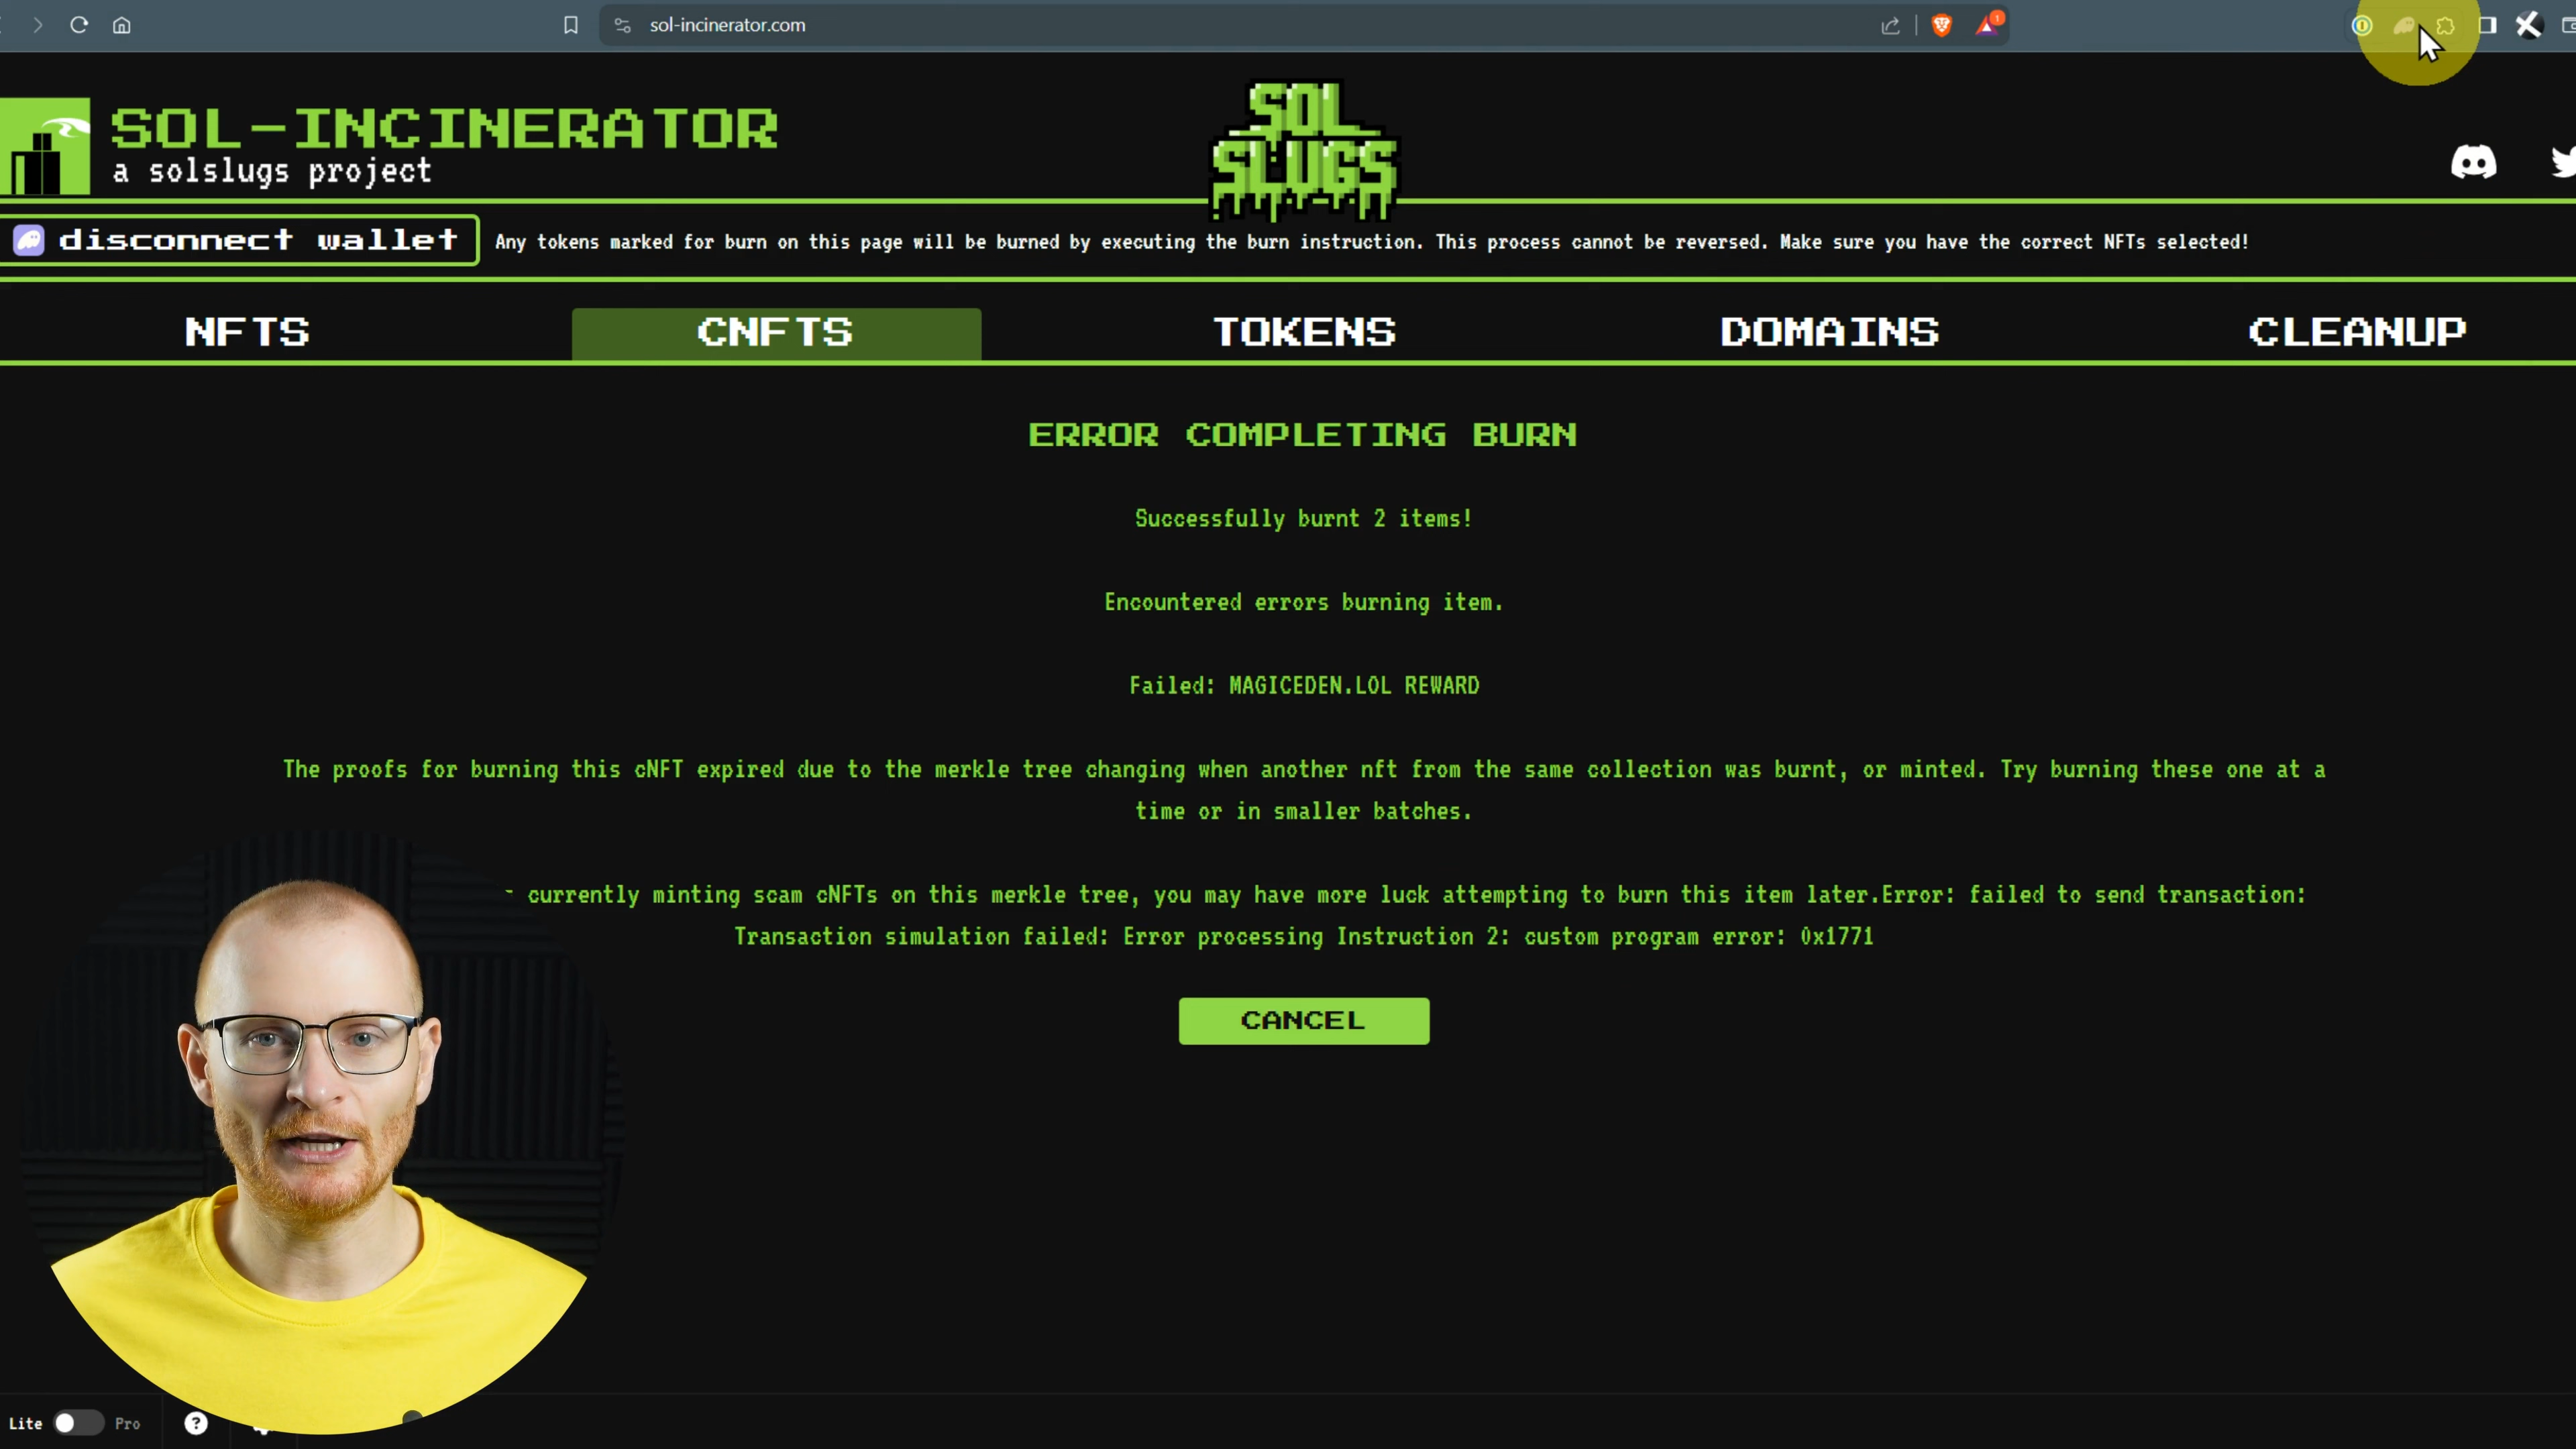 sol-incinerator.com
1
SOL-INCINERATOR
a solslugs project
SOL
SLUGS
disconnect wallet
Any tokens marked for burn on this page will be burned by executing the burn instruction. This process cannot be reversed. Make sure you have the correct NFTs selected!
NFTS
CNFTS
TOKENS
DOMAINS
CLEANUP
ERROR COMPLETING BURN
Successfully burnt 2 items!
Encountered errors burning item.
Failed: MAGICEDEN.LOL REWARD
The proofs for burning this cNFT expired due to the merkle tree changing when another nft from the same collection was burnt, or minted. Try burning these one at a
time or in smaller batches.
currently minting scam cNFTs on this merkle tree, you may have more luck attempting to burn this item later.Error: failed to send transaction:
Transaction simulation failed: Error processing Instruction 2: custom program error: 0x1771
CANCEL
Lite
Pro
?